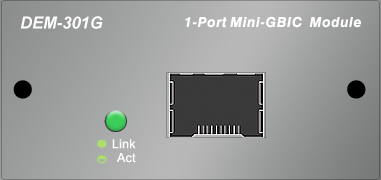 DEM-301G
1-Port Mini-GBIC Module
Link
Act